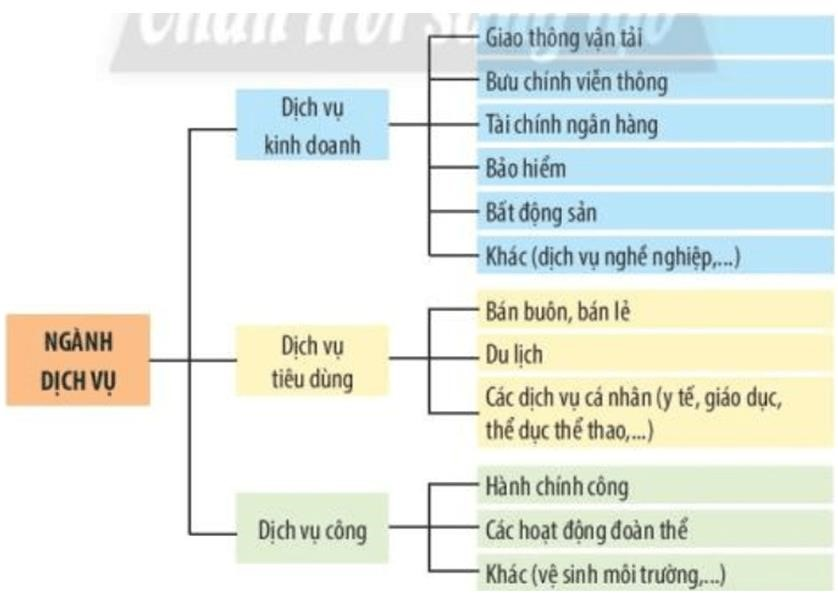 NGÀNH
DỊCH VỤ
Dịch vụ
kinh doanh
Giao thông vận tải
Bưu chính viễn thông
Tài chính ngân hàng
Bảo hiểm
Bất động sản
Khác (dịch vụ nghề nghiệp,...)
Dịch vụ
tiêu dùng
Bán buôn, bán lẻ
Du lịch
Các dịch vụ cá nhân (y tế, giáo dục,
thể dục thể thao,...)
Dịch vụ công
Hành chính công
Các hoạt động đoàn thể
Khác (vệ sinh môi trường,...)